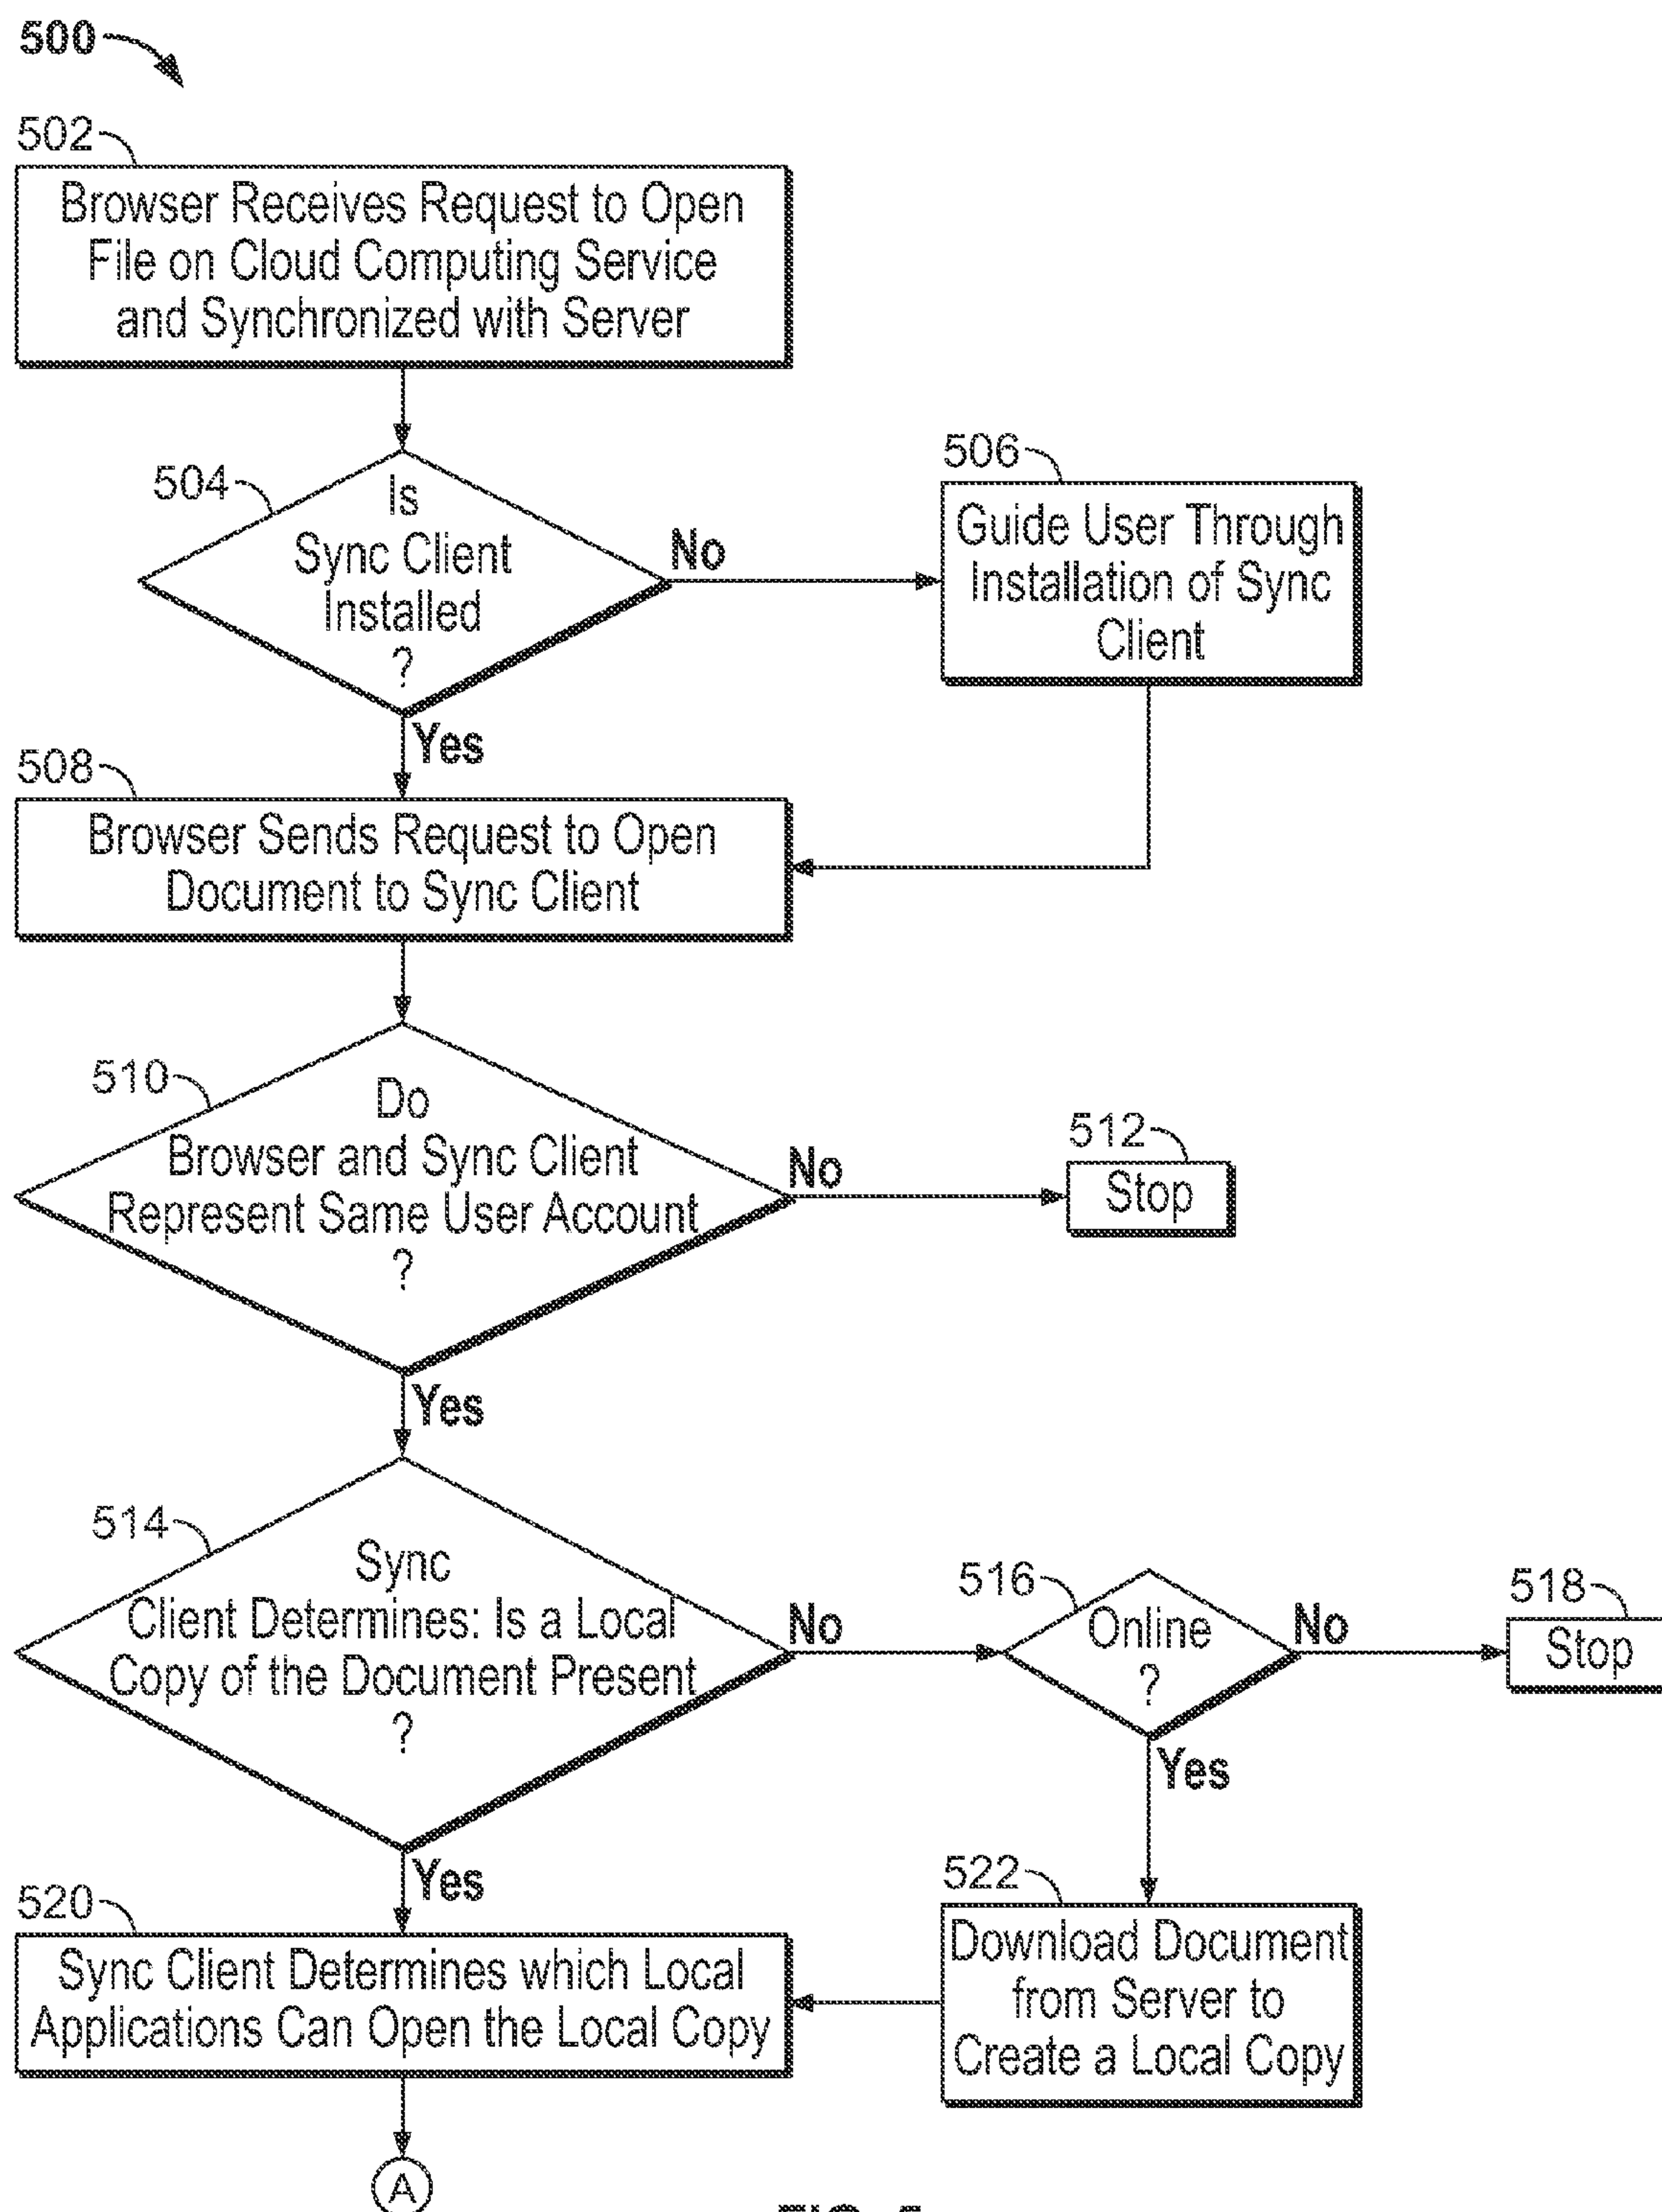 500
502
Browser Receives Request to Open
File on Cloud Computing Service
and Synchronized with Server
504
Is
Sync Client
Installed
?
No
Yes
506
Guide User Through
Installation of Sync
Client
508
Browser Sends Request to Open
Document to Sync Client
510
Do
Browser and Sync Client
Represent Same User Account
?
No
Yes
512
Stop
514
Sync
Client Determines: Is a Local
Copy of the Document Present
?
No
Yes
516
Online
?
No
Yes
518
Stop
520
Sync Client Determines which Local
Applications Can Open the Local Copy
522
Download Document
from Server to
Create a Local Copy
A